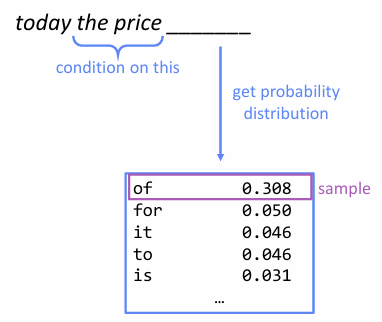 today the price _______
condition on this
get probability
distribution
of 0.308 sample
for 0.050
it 0.046
to 0.046
is 0.031
…